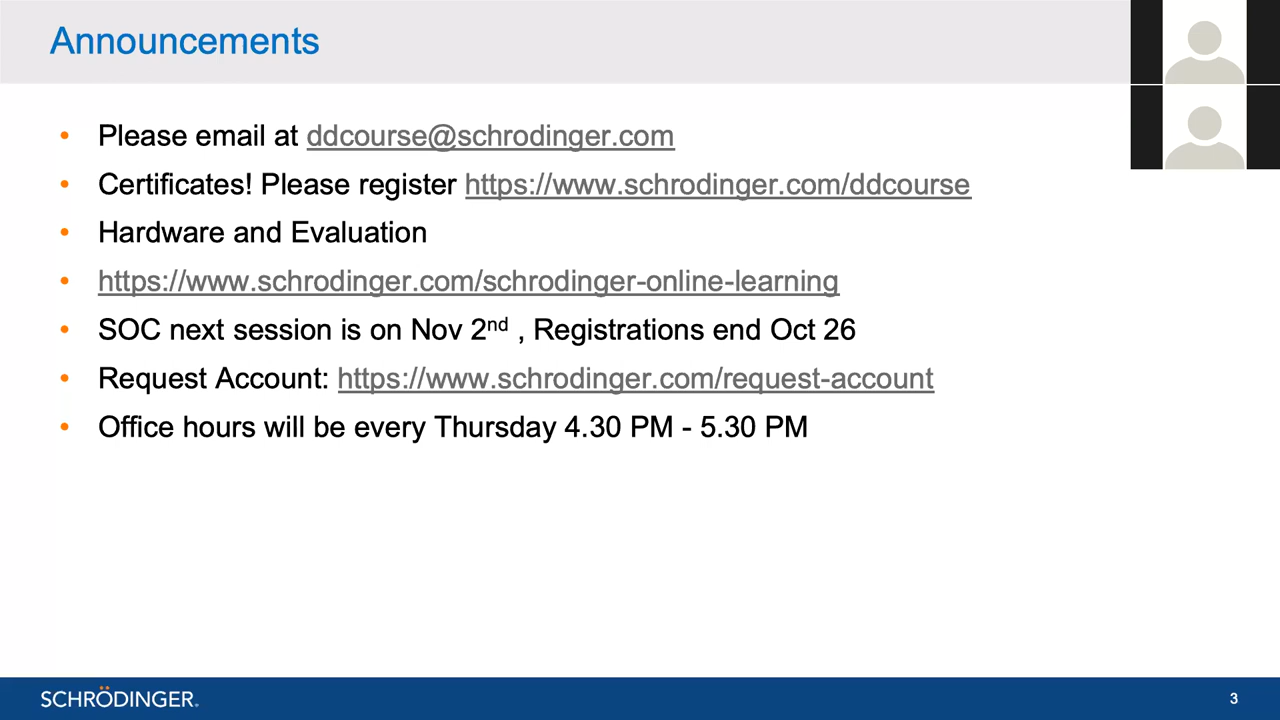 Announcements
• Please email at ddcourse@schrodinger.com
• Certificates! Please register https://www.schrodinger.com/ddcourse
• Hardware and Evaluation
• https://www.schrodinger.com/schrodinger-online-learning
• SOC next session is on Nov 2nd , Registrations end Oct 26
• Request Account: https://www.schrodinger.com/request-account
• Office hours will be every Thursday 4.30 PM - 5.30 PM
SCHRÖDINGER.
3